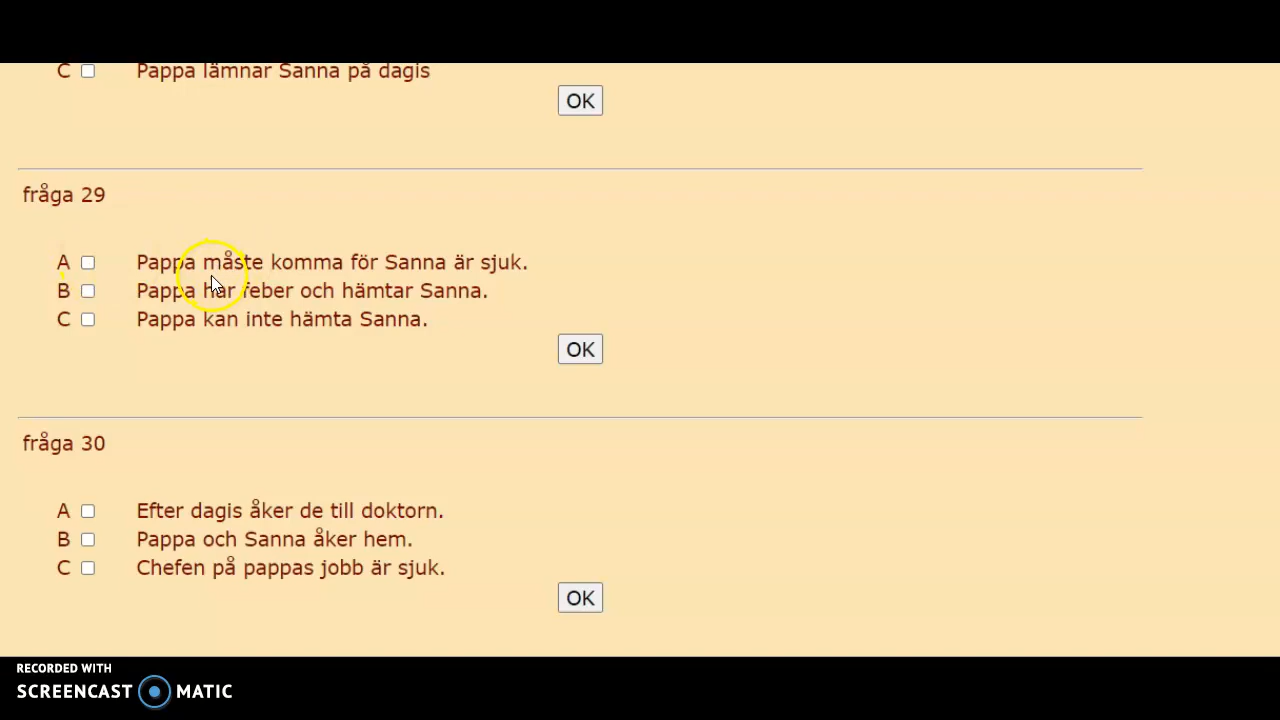 C Pappa lämnar Sanna på dagis
OK
fråga 29
A Pappa måste komma för Sanna är sjuk.
B Pappa har feber och hämtar Sanna.
C Pappa kan inte hämta Sanna.
OK
fråga 30
A Efter dagis åker de till doktorn.
B Pappa och Sanna åker hem.
C Chefen på pappas jobb är sjuk.
OK
RECORDED WITH
SCREENCAST MATIC